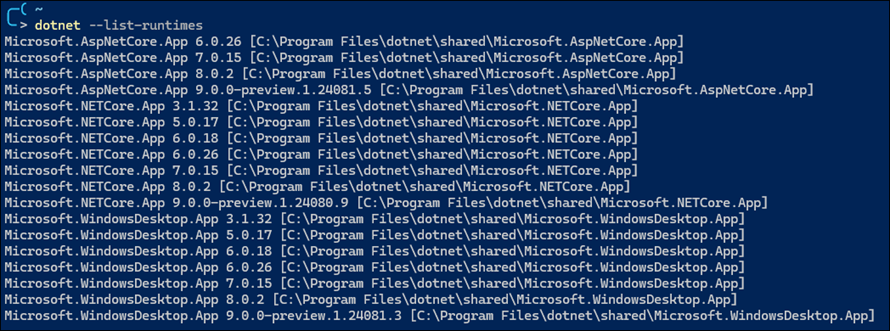 ~
> dotnet --list-runtimes
Microsoft.AspNetCore.App 6.0.26 [C:\Program Files\dotnet\shared\Microsoft.AspNetCore.App]
Microsoft.AspNetCore.App 7.0.15 [C:\Program Files\dotnet\shared\Microsoft.AspNetCore.App]
Microsoft.AspNetCore.App 8.0.2 [C:\Program Files\dotnet\shared\Microsoft.AspNetCore.App]
Microsoft.AspNetCore.App 9.0.0-preview.1.24081.5 [C:\Program Files\dotnet\shared\Microsoft.AspNetCore.App]
Microsoft.NETCore.App 3.1.32 [C:\Program Files\dotnet\shared\Microsoft.NETCore.App]
Microsoft.NETCore.App 5.0.17 [C:\Program Files\dotnet\shared\Microsoft.NETCore.App]
Microsoft.NETCore.App 6.0.18 [C:\Program Files\dotnet\shared\Microsoft.NETCore.App]
Microsoft.NETCore.App 6.0.26 [C:\Program Files\dotnet\shared\Microsoft.NETCore.App]
Microsoft.NETCore.App 7.0.15 [C:\Program Files\dotnet\shared\Microsoft.NETCore.App]
Microsoft.NETCore.App 8.0.2 [C:\Program Files\dotnet\shared\Microsoft.NETCore.App]
Microsoft.NETCore.App 9.0.0-preview.1.24080.9 [C:\Program Files\dotnet\shared\Microsoft.NETCore.App]
Microsoft.WindowsDesktop.App 3.1.32 [C:\Program Files\dotnet\shared\Microsoft.WindowsDesktop.App]
Microsoft.WindowsDesktop.App 5.0.17 [C:\Program Files\dotnet\shared\Microsoft.WindowsDesktop.App]
Microsoft.WindowsDesktop.App 6.0.18 [C:\Program Files\dotnet\shared\Microsoft.WindowsDesktop.App]
Microsoft.WindowsDesktop.App 6.0.26 [C:\Program Files\dotnet\shared\Microsoft.WindowsDesktop.App]
Microsoft.WindowsDesktop.App 7.0.15 [C:\Program Files\dotnet\shared\Microsoft.WindowsDesktop.App]
Microsoft.WindowsDesktop.App 8.0.2 [C:\Program Files\dotnet\shared\Microsoft.WindowsDesktop.App]
Microsoft.WindowsDesktop.App 9.0.0-preview.1.24081.3 [C:\Program Files\dotnet\shared\Microsoft.WindowsDesktop.App]